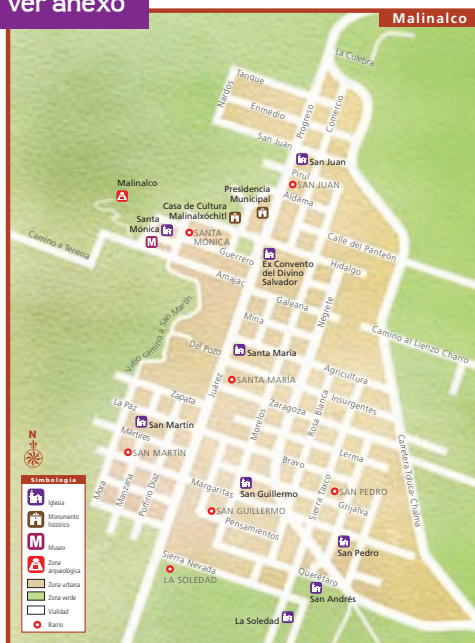 ver anexo
Malinalco
La Culebra
Tanque
Nardos
Enmedio
Progreso
Comercio
San Juan
San Juan
Pirul
SAN JUAN
Malinalco
Presidencia
Municipal
Aldama
Casa de Cultura
Malinalxóchitl
Santa
Mónica
SANTA
MÓNICA
Calle del Panteón
Camino a Tenería
Guerrero
Ex Convento
del Divino
Salvador
Hidalgo
Amajac
Galeana
Negrete
Viejo camino a San Martín
Mina
Camino al Lienzo Charro
Del Pozo
Santa María
Juárez
SANTA MARÍA
Agricultura
Zapata
Insurgentes
La Paz
Zaragoza
Rosa Blanca
Morelos
San Martín
Mártires
Carretera Toluca-Chalma
N
SAN MARTÍN
Bravo
Lerma
Mora
Manzana
Porfirio Díaz
Margaritas
San Guillermo
Sierra Taxco
SAN PEDRO
SAN GUILLERMO
Grijalva
Pensamientos
San Pedro
Sierra Nevada
LA SOLEDAD
Querétaro
San Andrés
La Soledad
Simbología
Iglesia
Monumento
histórico
M
Museo
Zona
arqueológica
Zona urbana
Zona verde
Vialidad
Barrio